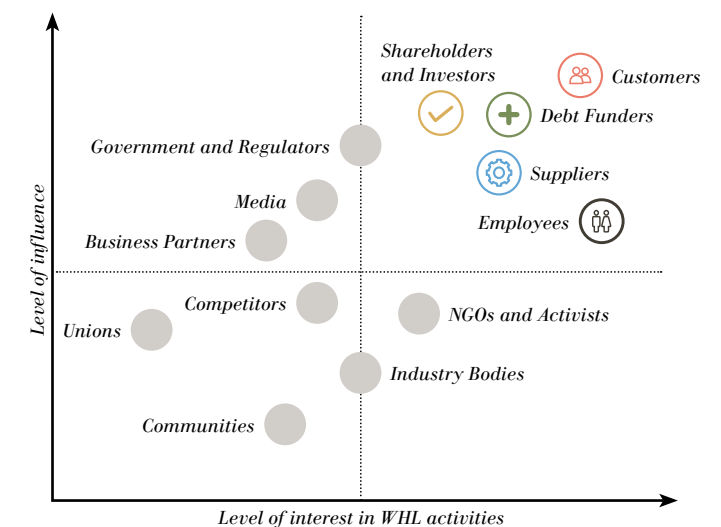 Shareholders
and Investors
Customers
Debt Funders
Government and Regulators
Suppliers
Media
Employees
Business Partners
Level of influence
Competitors
NGOs and Activists
Unions
Industry Bodies
Communities
Level of interest in WHL activities